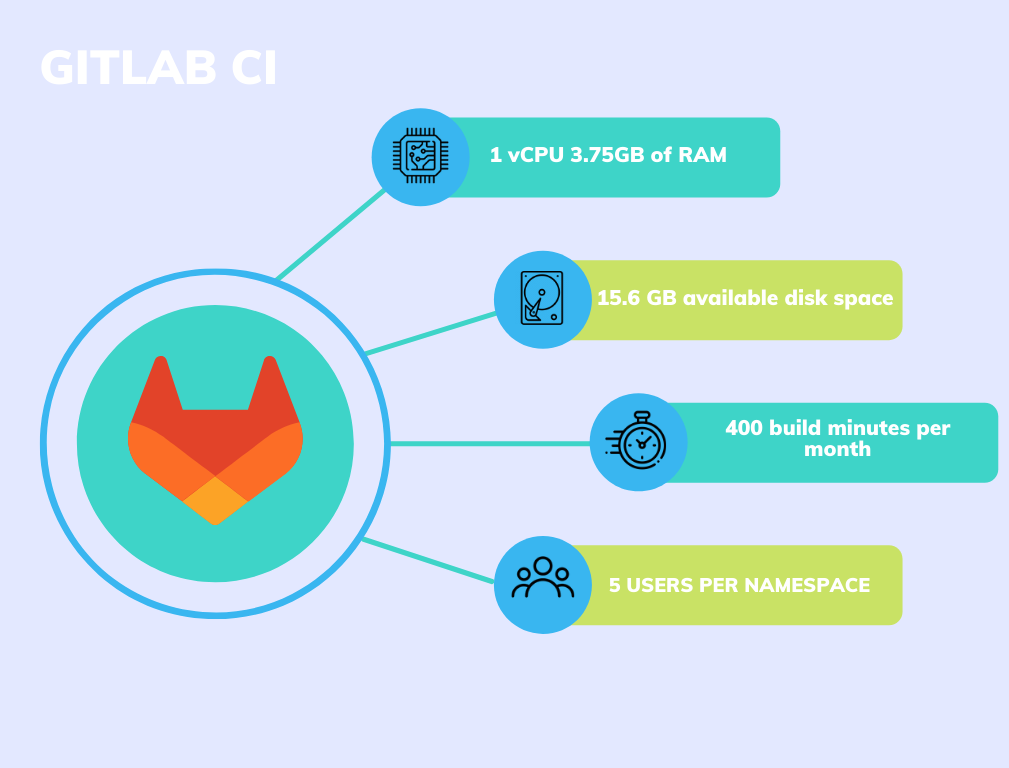 GITLAB CI
1 vCPU 3.75GB of RAM
15.6 GB available disk space
400 build minutes per
month
5 USERS PER NAMESPACE